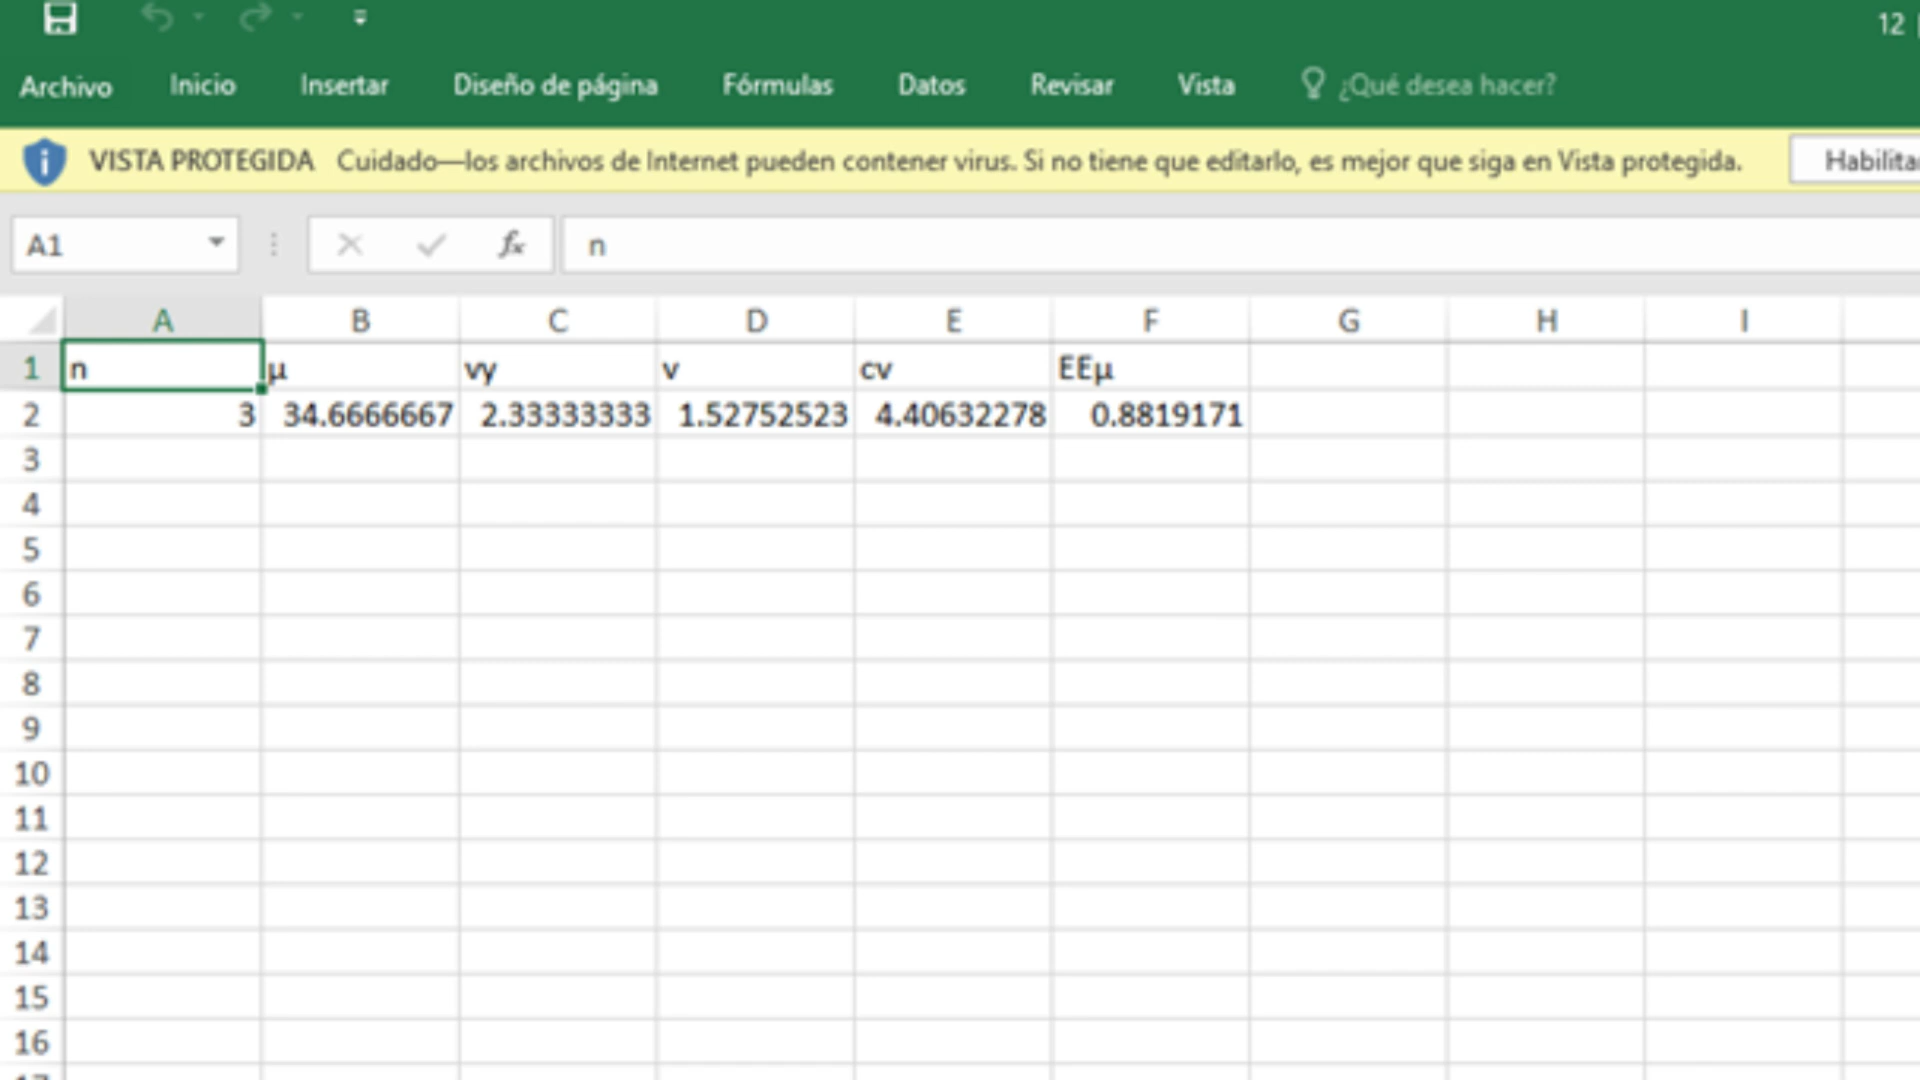 12
Archivo Inicio Insertar Diseño de página Fórmulas Datos Revisar Vista ¿Qué desea hacer?
VISTA PROTEGIDA Cuidado—los archivos de Internet pueden contener virus. Si no tiene que editarlo, es mejor que siga en Vista protegida.
A1 fx n
A B C D E F G H I
1 n μ vy v cv EEμ
2 3 34.6666667 2.33333333 1.52752523 4.40632278 0.8819171
3
4
5
6
7
8
9
10
11
12
13
14
15
16